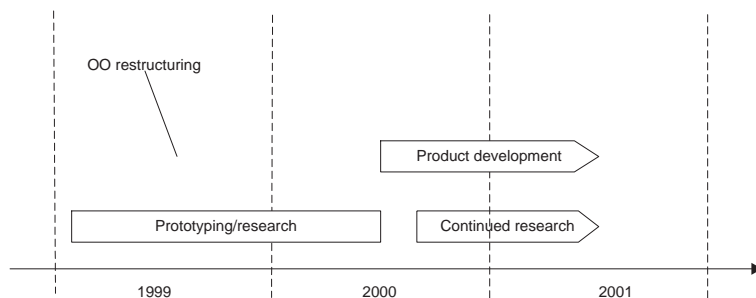 OO restructuring
Product development
Prototyping/research
Continued research
1999
2000
2001